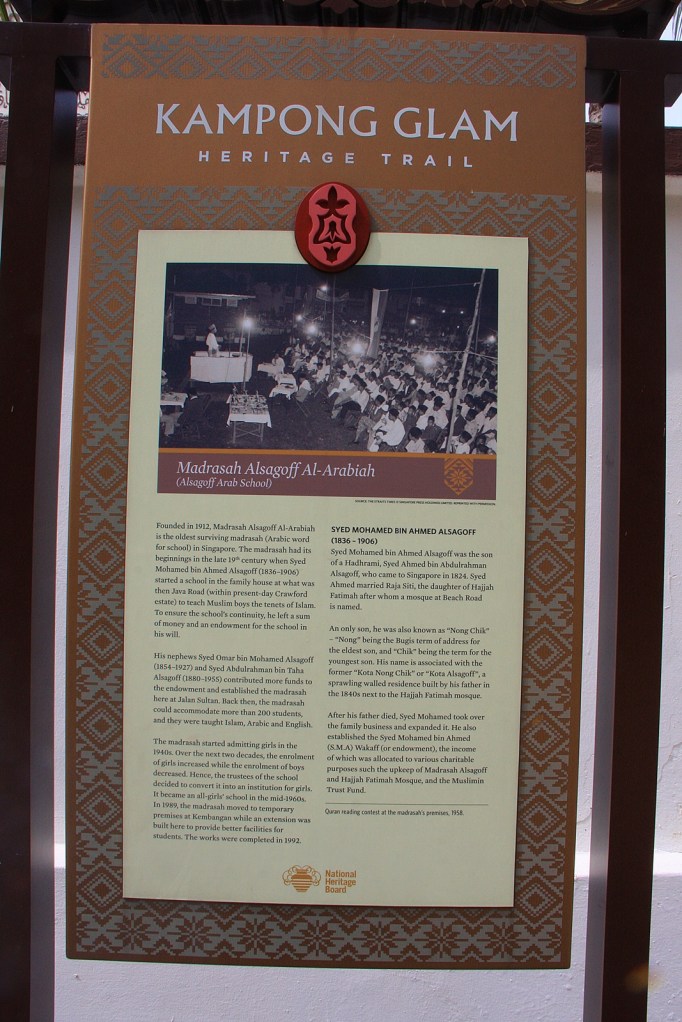 KAMPONG GLAM
HERITAGE TRAIL
Madrasah Alsagoff Al-Arabiah
(Alsagoff Arab School)
SOURCE: THE STRAITS TIMES © SINGAPORE PRESS HOLDINGS LIMITED. REPRINTED WITH PERMISSION
Founded in 1912, Madrasah Alsagoff Al-Arabiah
is the oldest surviving madrasah (Arabic word
for school) in Singapore. The madrasah had its
beginnings in the late 19th century when Syed
Mohamed bin Ahmed Alsagoff (1836-1906)
started a school in the family house at what was
then Java Road (within present-day Crawford
estate) to teach Muslim boys the tenets of Islam.
To ensure the school's continuity, he left a sum
of money and an endowment for the school in
his will.
His nephews Syed Omar bin Mohamed Alsagoff
(1854-1927) and Syed Abdulrahman bin Taha
Alsagoff (1880-1955) contributed more funds to
the endowment and established the madrasah
here at Jalan Sultan. Back then, the madrasah
could accommodate more than 200 students,
and they were taught Islam, Arabic and English.
The madrasah started admitting girls in the
1940s. Over the next two decades, the enrolment
of girls increased while the enrolment of boys
decreased. Hence, the trustees of the school
decided to convert it into an institution for girls.
It became an all-girls' school in the mid-1960s.
In 1989, the madrasah moved to temporary
premises at Kembangan while an extension was
built here to provide better facilities for
students. The works were completed in 1992.
SYED MOHAMED BIN AHMED ALSAGOFF
(1836 – 1906)
Syed Mohamed bin Ahmed Alsagoff was the son
of a Hadhrami, Syed Ahmed bin Abdulrahman
Alsagoff, who came to Singapore in 1824. Syed
Ahmed married Raja Siti, the daughter of Hajjah
Fatimah after whom a mosque at Beach Road
is named.
An only son, he was also known as "Nong Chik"
– "Nong" being the Bugis term of address for
the eldest son, and "Chik" being the term for the
youngest son. His name is associated with the
former "Kota Nong Chik" or "Kota Alsagoff", a
sprawling walled residence built by his father in
the 1840s next to the Hajjah Fatimah mosque.
After his father died, Syed Mohamed took over
the family business and expanded it. He also
established the Syed Mohamed bin Ahmed
(S.M.A) Wakaff (or endowment), the income
of which was allocated to various charitable
purposes such the upkeep of Madrasah Alsagoff
and Hajjah Fatimah Mosque, and the Muslimin
Trust Fund.
Quran reading contest at the madrasah's premises, 1958.
National
Heritage
Board